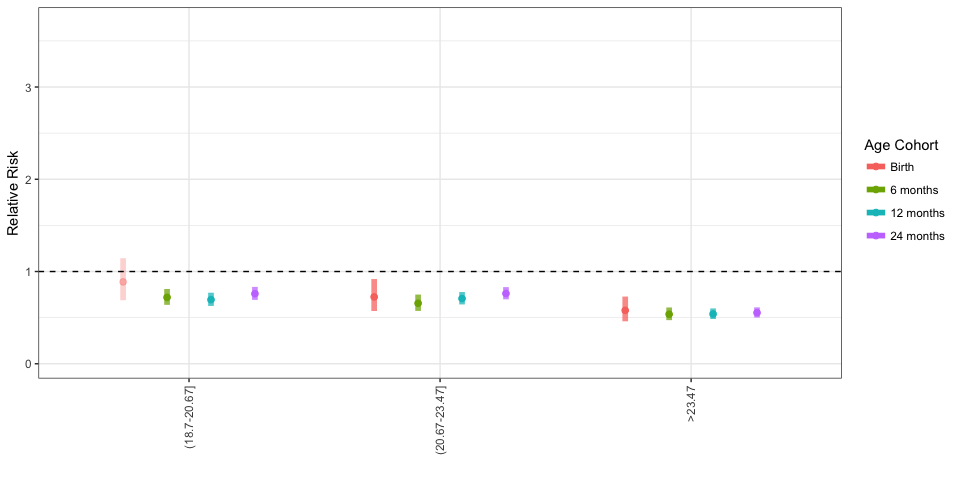 Relative Risk
3
2
1
0
(18.7-20.67]
(20.67-23.47]
>23.47
Age Cohort
Birth
6 months
12 months
24 months